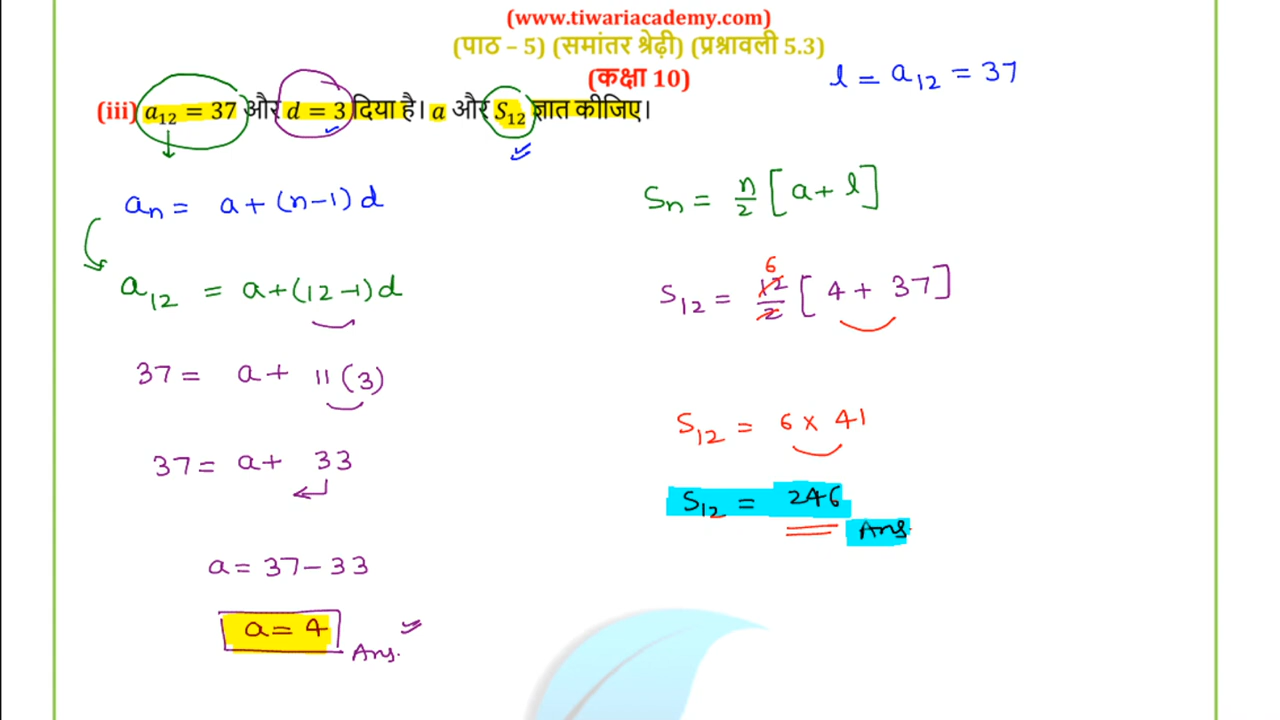 (www.tiwariacademy.com)
(पाठ – 5) (समांतर श्रेढ़ी) (प्रश्नावली 5.3)
(कक्षा 10)
l = a₁₂ = 37
(iii) a₁₂ = 37 और d = 3 दिया है। a और S₁₂ ज्ञात कीजिए।
aₙ = a + (n-1) d
a₁₂ = a + (12-1) d
37 = a + 11 (3)
37 = a + 33
a = 37 - 33
a = 4
Ans.
Sₙ = n/2 [a + l]
6
S₁₂ = 12/2 [4 + 37]
S₁₂ = 6 × 41
S₁₂ = 246
Ans.